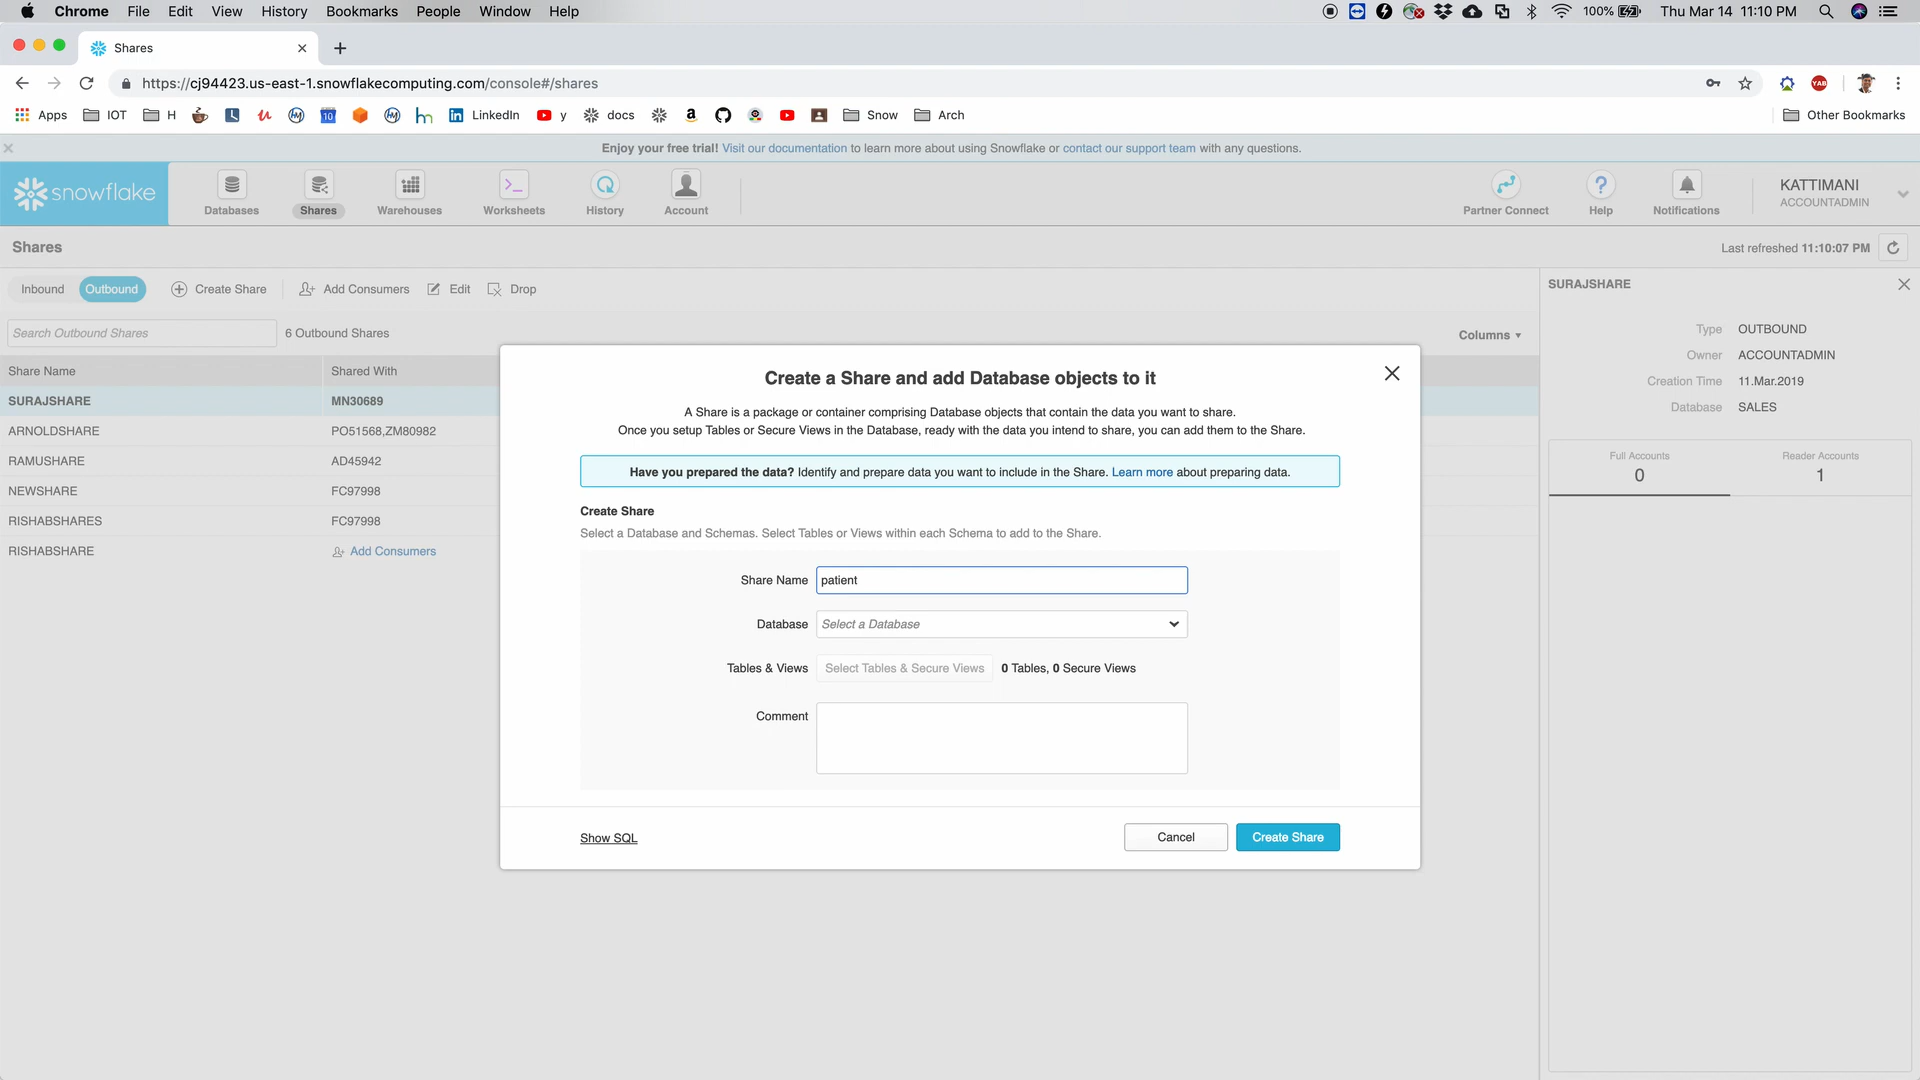 Chrome File Edit View History Bookmarks People Window Help 100% Thu Mar 14 11:10 PM
Shares
https://cj94423.us-east-1.snowflakecomputing.com/console#/shares
Apps IOT H 10 LinkedIn y docs Snow Arch Other Bookmarks
Enjoy your free trial! Visit our documentation to learn more about using Snowflake or contact our support team with any questions.
snowflake Databases Shares Warehouses Worksheets History Account Partner Connect Help Notifications KATTIMANI
ACCOUNTADMIN
Shares Last refreshed 11:10:07 PM
Inbound Outbound Create Share Add Consumers Edit Drop
Search Outbound Shares 6 Outbound Shares Columns
Share Name Shared With
SURAJSHARE MN30689
ARNOLDSHARE PO51568,ZM80982
RAMUSHARE AD45942
NEWSHARE FC97998
RISHABSHARES FC97998
RISHABSHARE Add Consumers
Create a Share and add Database objects to it
A Share is a package or container comprising Database objects that contain the data you want to share.
Once you setup Tables or Secure Views in the Database, ready with the data you intend to share, you can add them to the Share.
Have you prepared the data? Identify and prepare data you want to include in the Share. Learn more about preparing data.
Create Share
Select a Database and Schemas. Select Tables or Views within each Schema to add to the Share.
Share Name patient
Database Select a Database
Tables & Views Select Tables & Secure Views 0 Tables, 0 Secure Views
Comment
Show SQL Cancel Create Share
SURAJSHARE
Type OUTBOUND
Owner ACCOUNTADMIN
Creation Time 11.Mar.2019
Database SALES
Full Accounts Reader Accounts
0 1